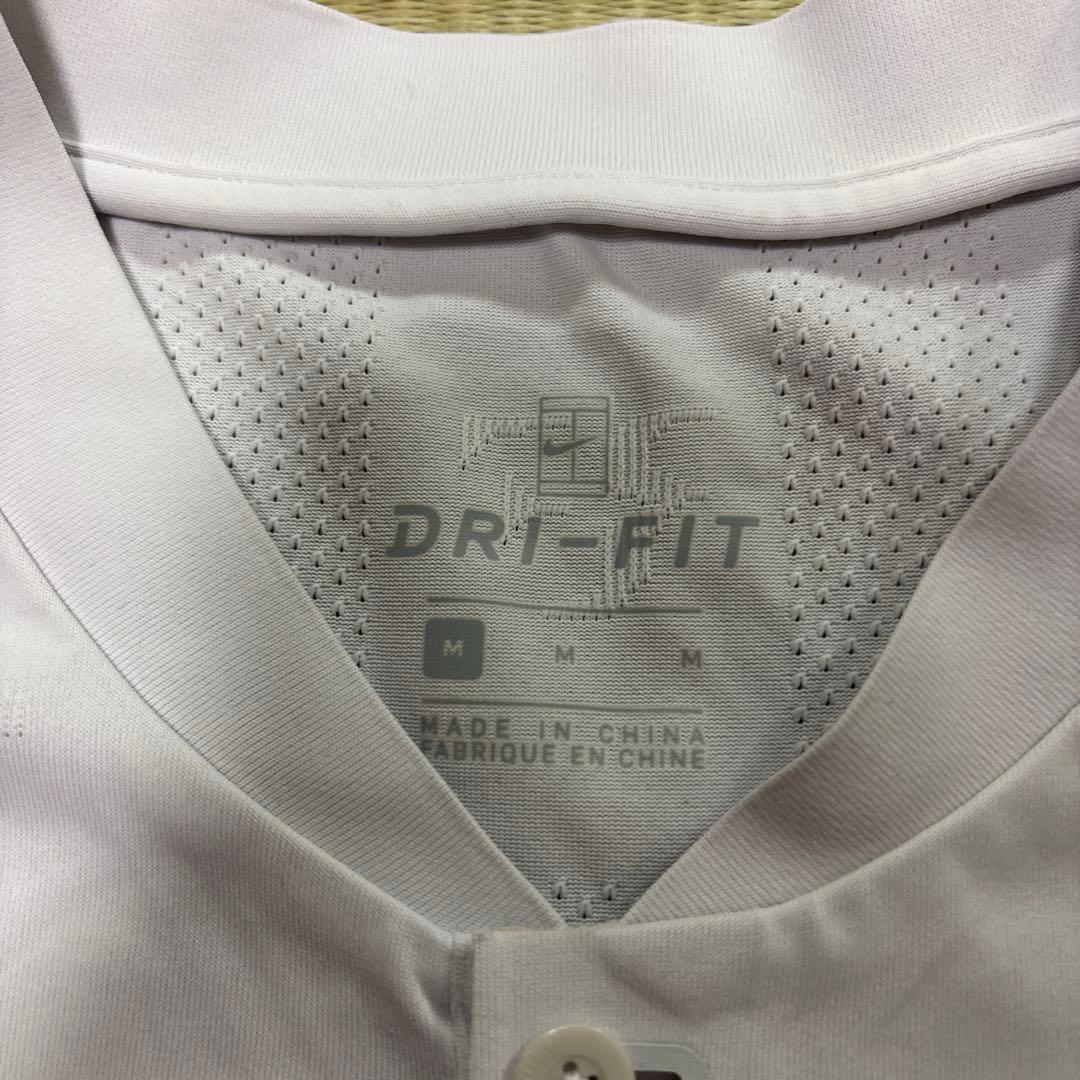 DRI-FIT
M M M
MADE IN CHINA
FABRIQUE EN CHINE